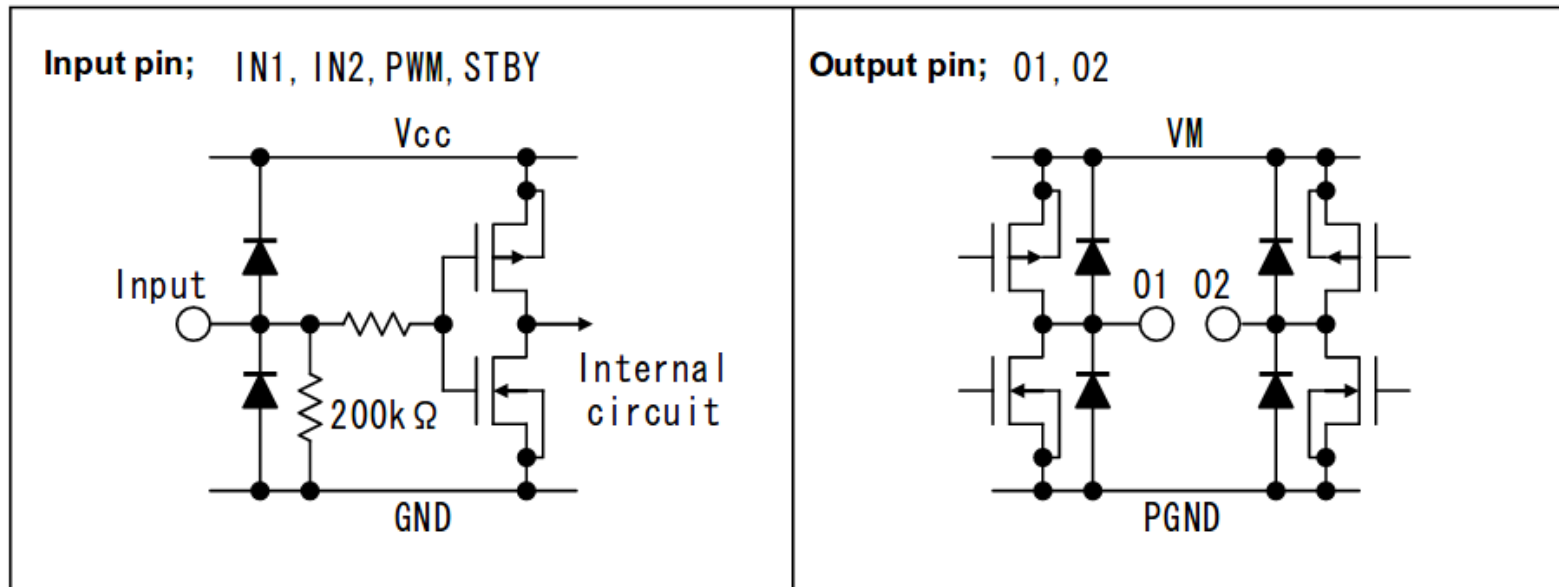 Input pin; IN1, IN2, PWM, STBY
Vcc
Input
200kΩ
Internal
circuit
GND
Output pin; O1, O2
VM
O1 O2
PGND